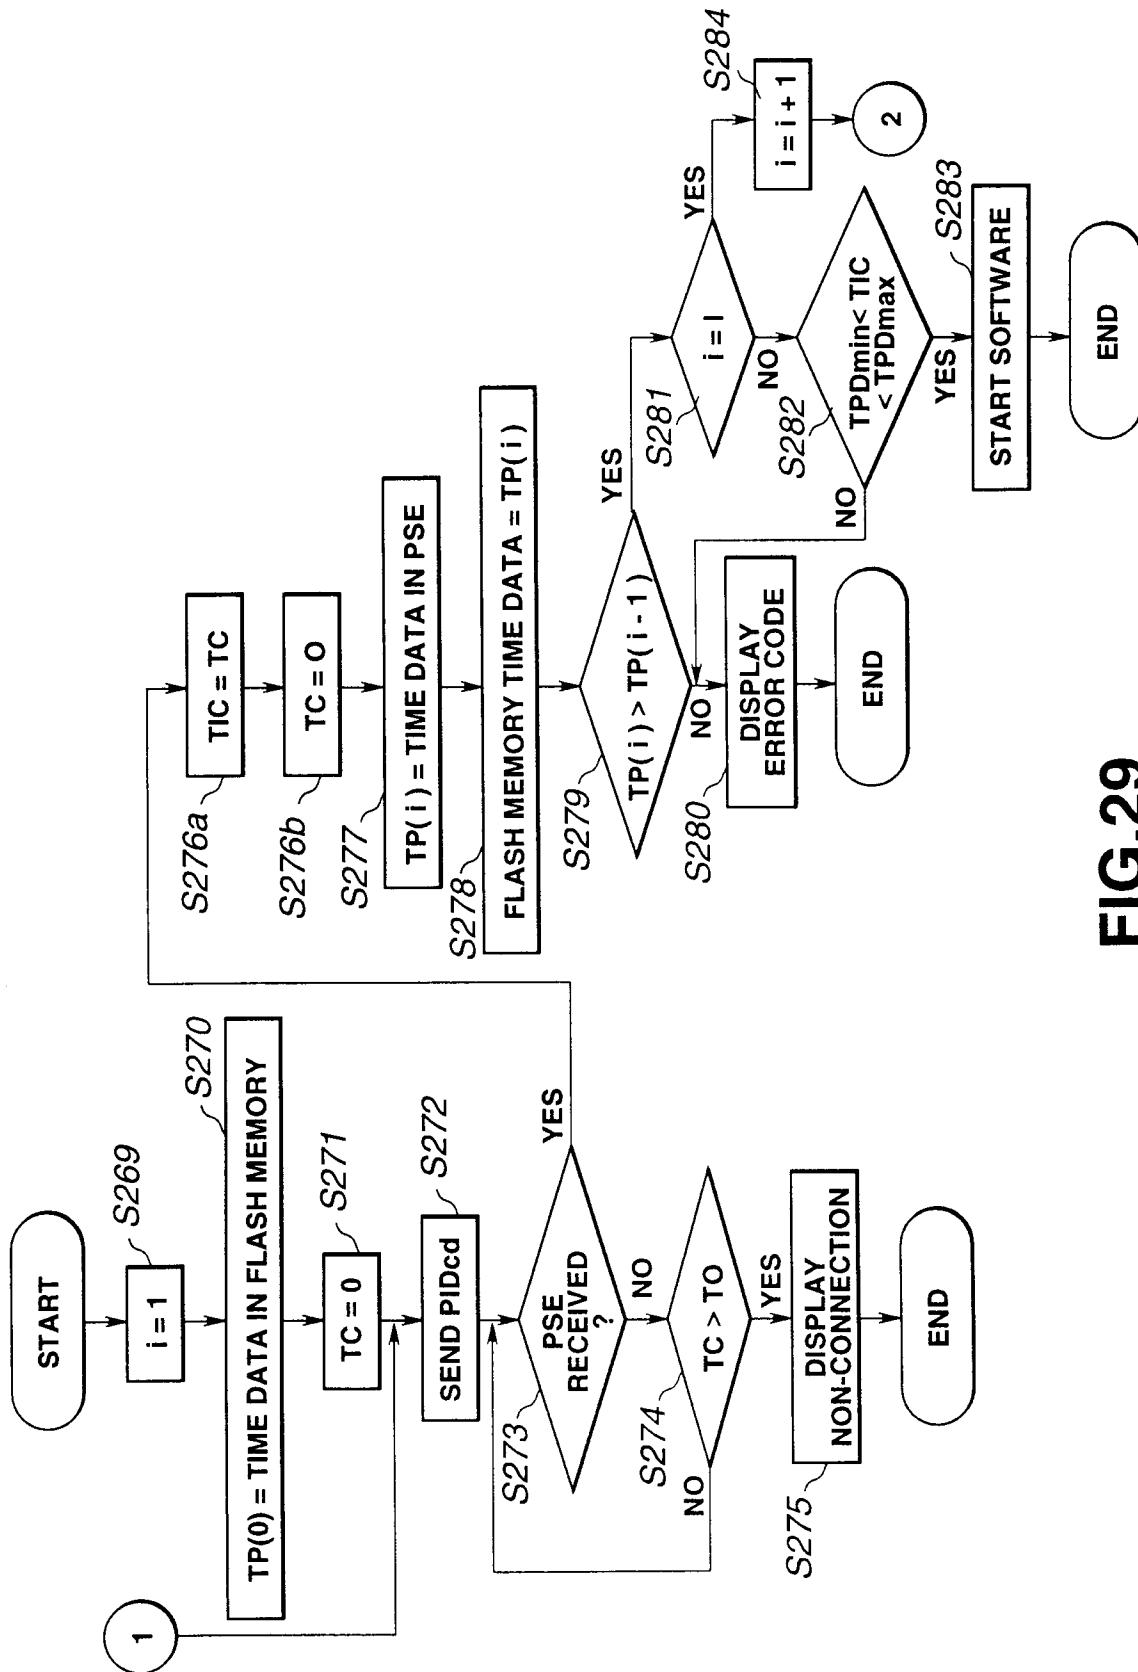 START
i = 1
S269
TP(0) = TIME DATA IN FLASH MEMORY
S270
TC = 0
S271
1
SEND PIDcd
S272
PSE
RECEIVED
?
S273
YES
NO
TC > TO
S274
NO
YES
DISPLAY
NON-CONNECTION
S275
END
TIC = TC
S276a
TC = O
S276b
TP( i ) = TIME DATA IN PSE
S277
FLASH MEMORY TIME DATA = TP( i )
S278
TP( i ) > TP( i - 1 )
S279
YES
NO
DISPLAY
ERROR CODE
S280
END
i = I
S281
YES
NO
i = i + 1
S284
2
TPDmin< TIC
< TPDmax
S282
NO
YES
START SOFTWARE
S283
END
FIG.29